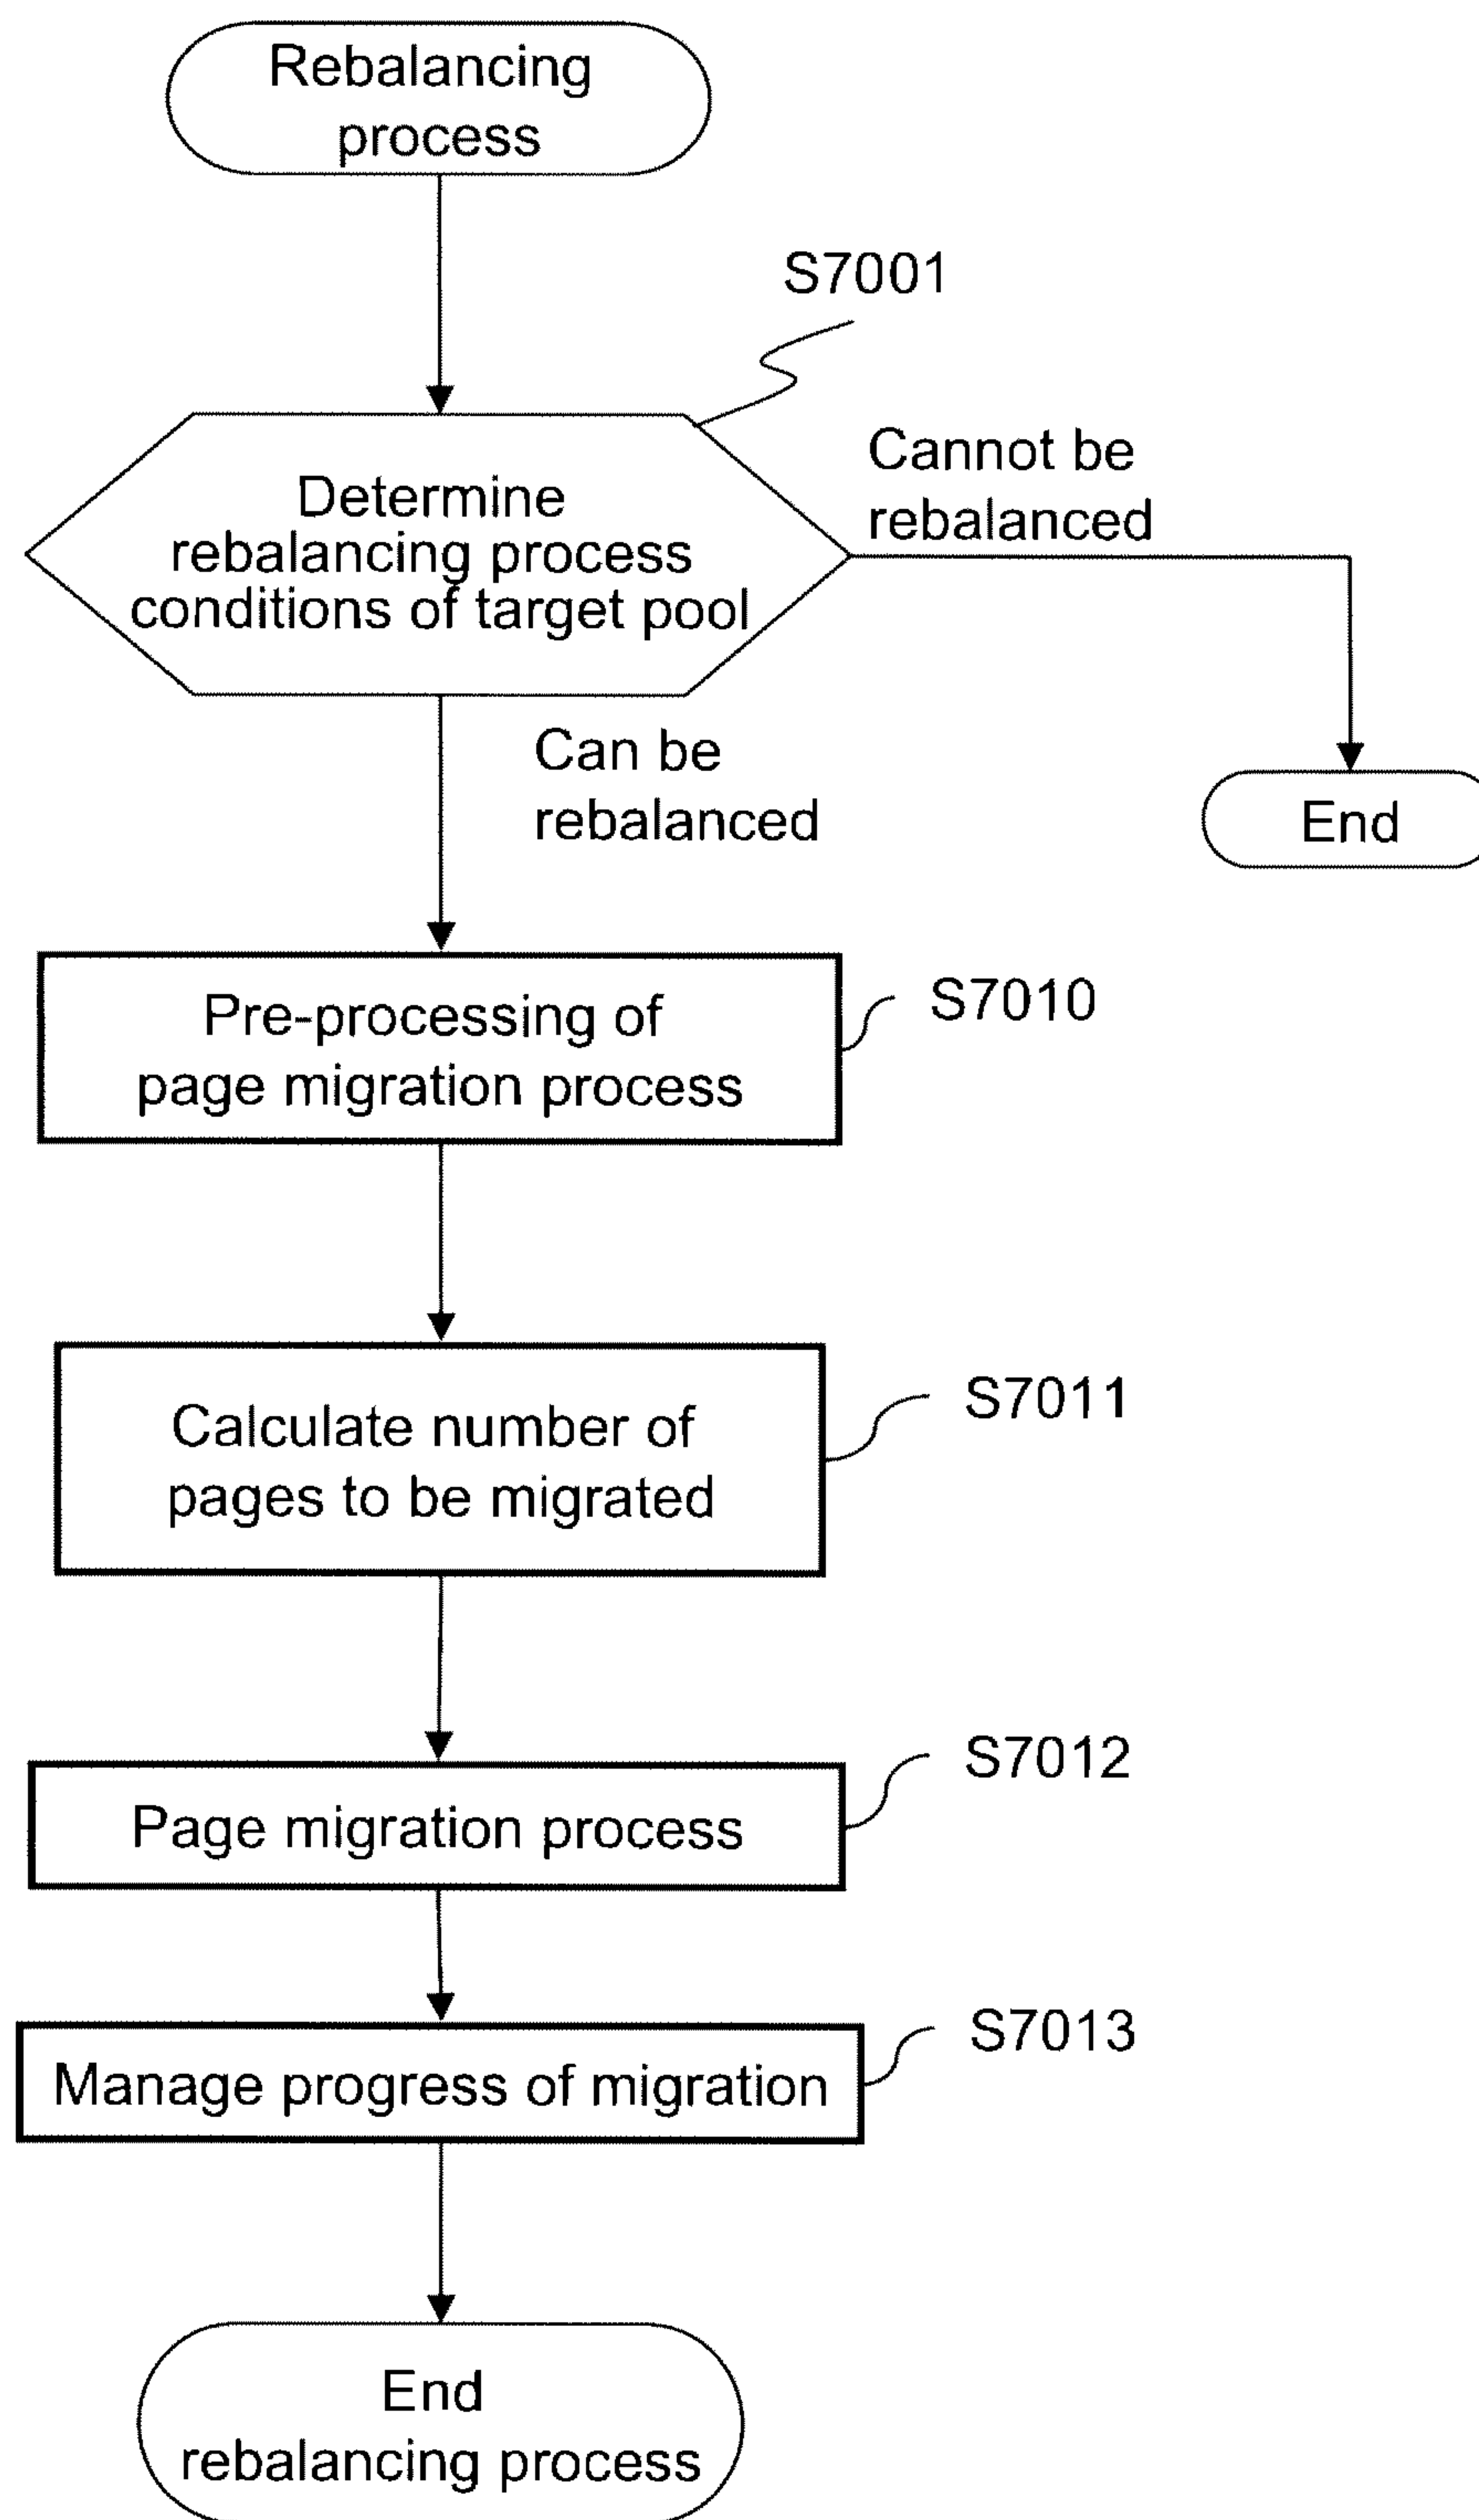 Rebalancing
process
S7001
Determine
rebalancing process
conditions of target pool
Cannot be
rebalanced
Can be
rebalanced
End
Pre-processing of
page migration process
S7010
Calculate number of
pages to be migrated
S7011
Page migration process
S7012
Manage progress of migration
S7013
End
rebalancing process